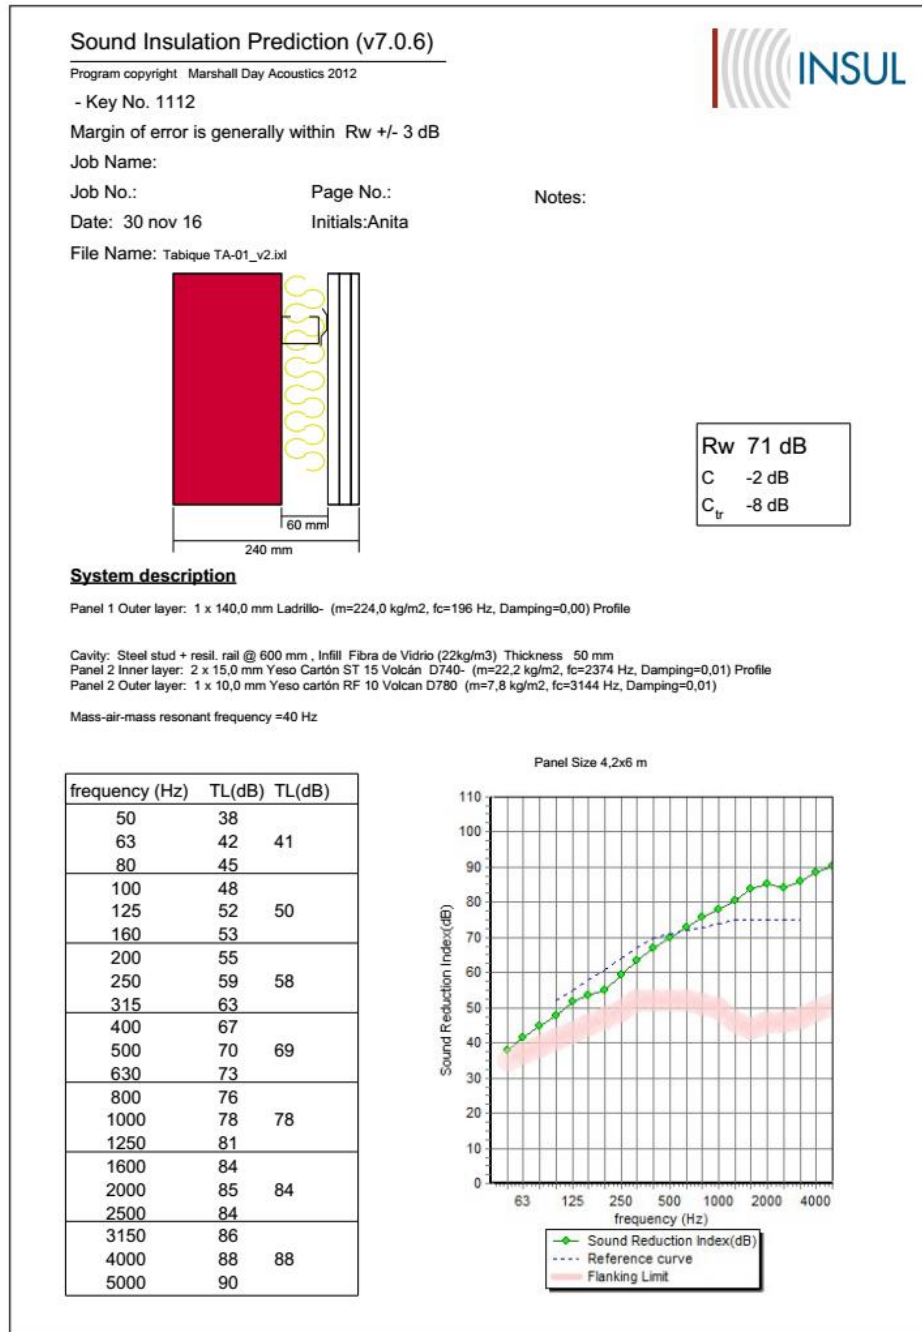 Sound Insulation Prediction (v7.0.6)
INSUL
Program copyright Marshall Day Acoustics 2012
- Key No. 1112
Margin of error is generally within Rw +/- 3 dB
Job Name:
Job No.: Page No.: Notes:
Date: 30 nov 16 Initials:Anita
File Name: Tabique TA-01_v2.ixl
60 mm
240 mm
Rw 71 dB
C -2 dB
Ctr -8 dB
System description
Panel 1 Outer layer: 1 x 140,0 mm Ladrillo- (m=224,0 kg/m2, fc=196 Hz, Damping=0,00) Profile
Cavity: Steel stud + resil. rail @ 600 mm , Infill Fibra de Vidrio (22kg/m3) Thickness 50 mm
Panel 2 Inner layer: 2 x 15,0 mm Yeso Cartón ST 15 Volcán D740- (m=22,2 kg/m2, fc=2374 Hz, Damping=0,01) Profile
Panel 2 Outer layer: 1 x 10,0 mm Yeso cartón RF 10 Volcan D780 (m=7,8 kg/m2, fc=3144 Hz, Damping=0,01)
Mass-air-mass resonant frequency =40 Hz
frequency (Hz) TL(dB) TL(dB)
50 38
63 42 41
80 45
100 48
125 52 50
160 53
200 55
250 59 58
315 63
400 67
500 70 69
630 73
800 76
1000 78 78
1250 81
1600 84
2000 85 84
2500 84
3150 86
4000 88 88
5000 90
Panel Size 4,2x6 m
Sound Reduction Index(dB)
110
100
90
80
70
60
50
40
30
20
10
0
63 125 250 500 1000 2000 4000
frequency (Hz)
Sound Reduction Index(dB)
Reference curve
Flanking Limit